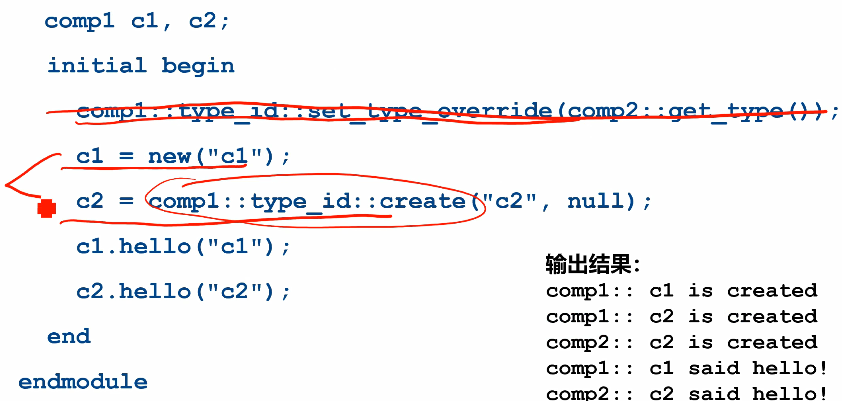 comp1 c1, c2;
initial begin
comp1::type_id::set_type_override(comp2::get_type());
c1 = new("c1");
c2 = comp1::type_id::create("c2", null);
c1.hello("c1");
c2.hello("c2");
end
endmodule
输出结果：
comp1:: c1 is created
comp1:: c2 is created
comp2:: c2 is created
comp1:: c1 said hello!
comp2:: c2 said hello!